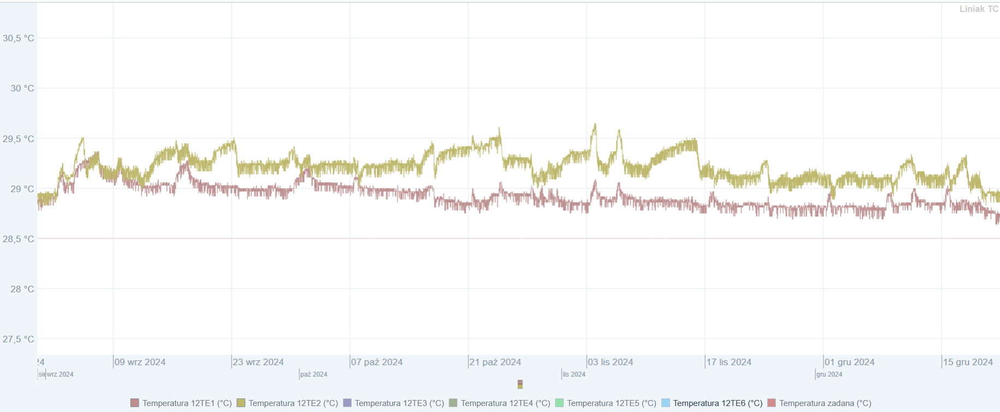 Liniak TC
30,5 °C
30 °C
29,5 °C
29 °C
28,5 °C
28 °C
27,5 °C
24 09 wrz 2024 23 wrz 2024 07 paź 2024 21 paź 2024 03 lis 2024 17 lis 2024 01 gru 2024 15 gru 2024
sie wrz 2024 paź 2024 lis 2024 gru 2024
Temperatura 12TE1 (°C) Temperatura 12TE2 (°C) Temperatura 12TE3 (°C) Temperatura 12TE4 (°C) Temperatura 12TE5 (°C) Temperatura 12TE6 (°C) Temperatura zadana (°C)